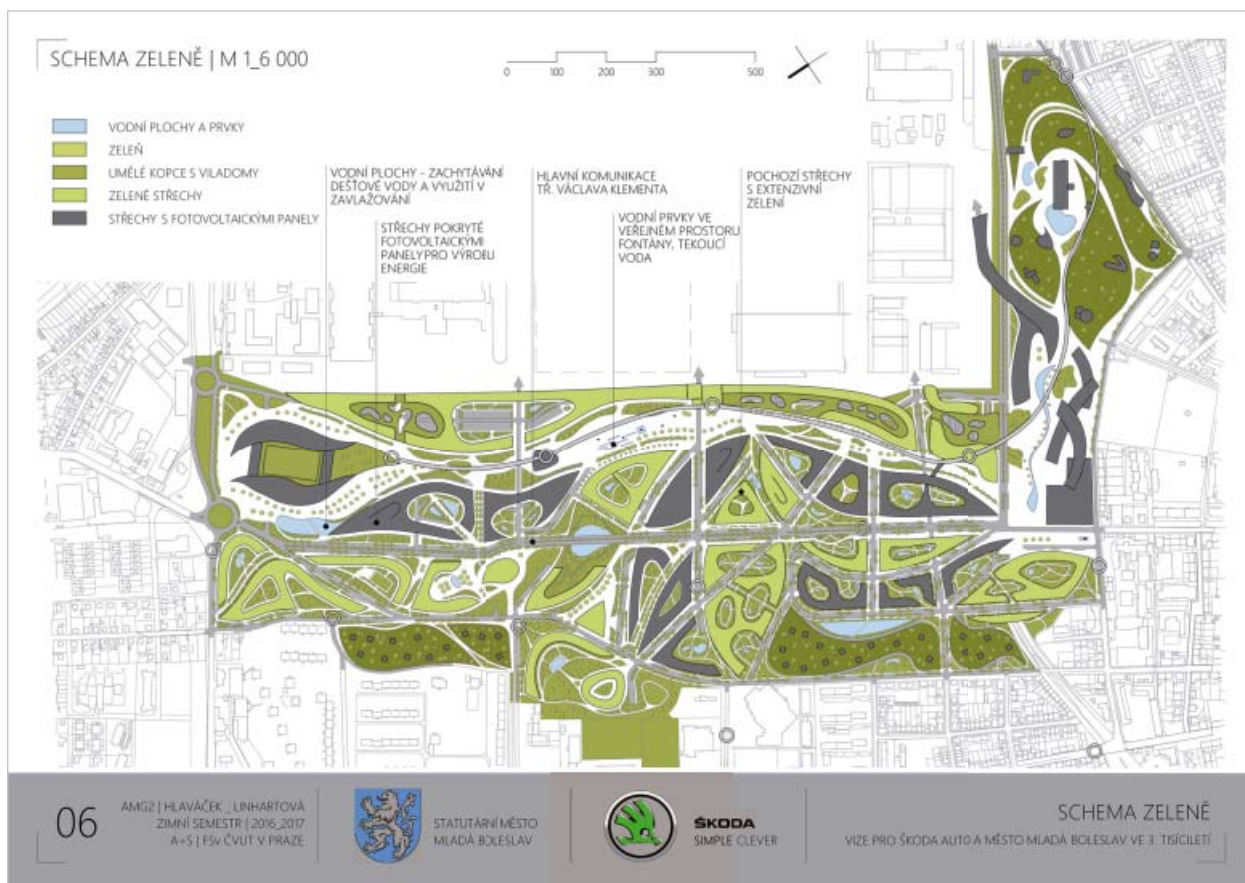 SCHEMA ZELENĚ | M 1_6 000
0 100 200 300 500
VODNÍ PLOCHY A PRVKY
ZELEŇ
UMĚLÉ KOPCE S VILADOMY
ZELENÉ STŘECHY
STŘECHY S FOTOVOLTAICKÝMI PANELY
VODNÍ PLOCHY - ZACHYTÁVÁNÍ
DEŠŤOVÉ VODY A VYUŽITÍ V
ZAVLAŽOVÁNÍ
STŘECHY POKRYTÉ
FOTOVOLTAICKÝMI
PANELY PRO VÝROBU
ENERGIE
HLAVNÍ KOMUNIKACE
TŘ. VÁCLAVA KLEMENTA
VODNÍ PRVKY VE
VEŘEJNÉM PROSTORU
FONTÁNY, TEKOUCÍ
VODA
POCHOZÍ STŘECHY
S EXTENZIVNÍ
ZELENÍ
06
AMG2 | HLAVÁČEK _ LINHARTOVÁ
ZIMNÍ SEMESTR | 2016_2017
A+S | FSv ČVUT V PRAZE
STATUTÁRNÍ MĚSTO
MLADÁ BOLESLAV
ŠKODA
SIMPLE CLEVER
SCHEMA ZELENĚ
VIZE PRO ŠKODA AUTO A MĚSTO MLADÁ BOLESLAV VE 3. TISÍCILETÍ